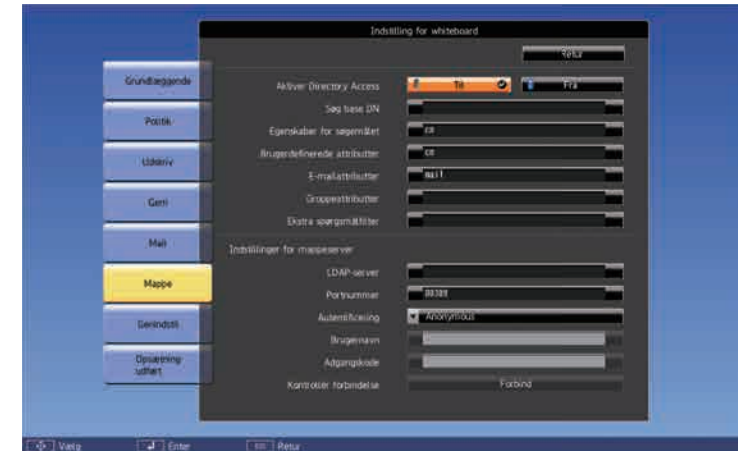 Indstilling for whiteboard
Retur
Grundlæggende
Politik
Udskriv
Gem
Mail
Mappe
Genindstil
Opsætning udført
Aktiver Directory Access Til Fra
Søg base DN
Egenskaber for søgemålet cn
Brugerdefinerede attributter cn
E-mailattributter mail
Gruppeattributter
Ekstra spørgsmålfilter
Indstillinger for mappeserver
LDAP-server
Portnummer 00389
Autentificering Anonymous
Brugernavn
Adgangskode
Kontroller forbindelse Forbind
Vælg Enter Retur